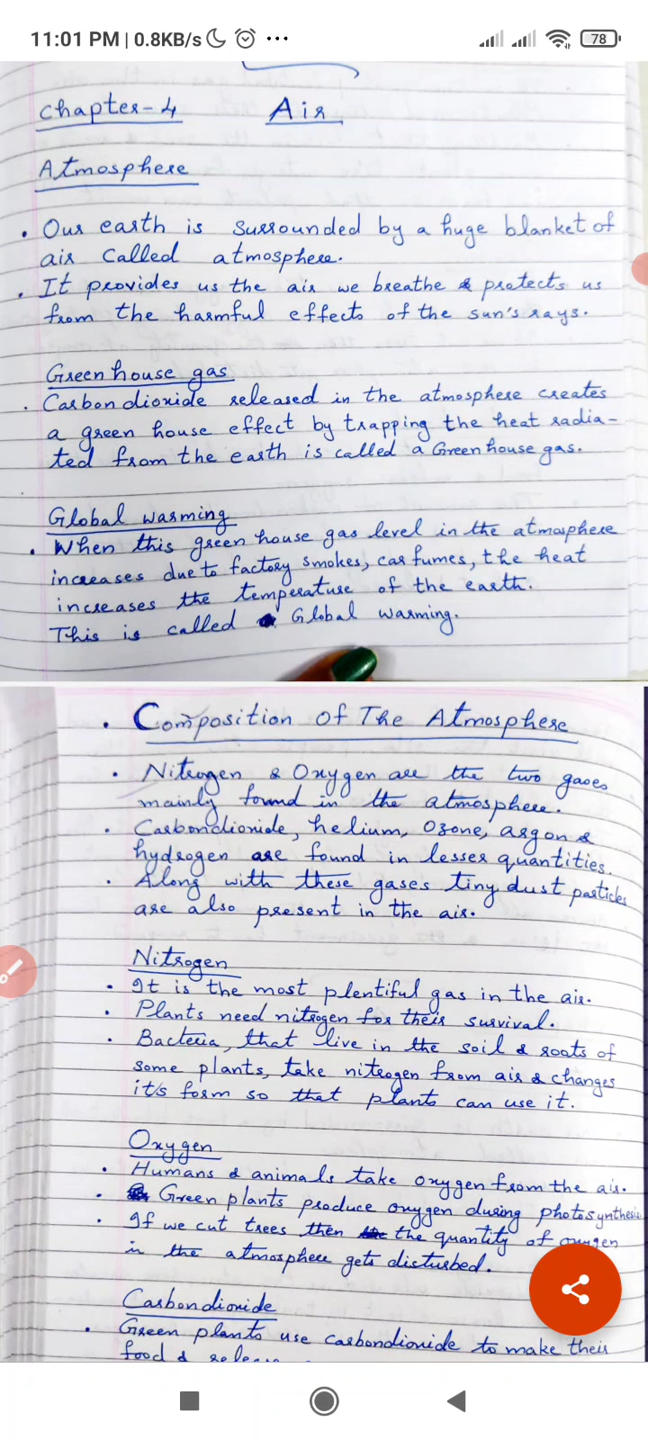 11:01 PM | 0.8KB/s ...
78
Chapter-4 Air
Atmosphere
• Our earth is surrounded by a huge blanket of
air called atmosphere.
• It provides us the air we breathe & protects us
from the harmful effects of the sun's rays.
Green house gas
• Carbondioxide released in the atmosphere creates
a green house effect by trapping the heat radia-
ted from the earth is called a Green house gas.
Global warming
• When this green house gas level in the atmosphere
increases due to factory smokes, car fumes, the heat
increases the temperature of the earth.
This is called Global warming.
• Composition Of The Atmosphere
• Nitrogen & Oxygen are the two gases
mainly found in the atmosphere.
• Carbondioxide, helium, Ozone, argon &
hydrogen are found in lesser quantities.
• Along with these gases tiny dust particles
are also present in the air.
Nitrogen
• It is the most plentiful gas in the air.
• Plants need nitrogen for their survival.
• Bacteria, that live in the soil & roots of
some plants, take nitrogen from air & changes
it's form so that plants can use it.
Oxygen
• Humans & animals take oxygen from the air.
• Green plants produce oxygen during photosynthesis
• If we cut trees then the quantity of oxygen
in the atmosphere gets disturbed.
Carbondioxide
• Green plants use carbondioxide to make their
food &